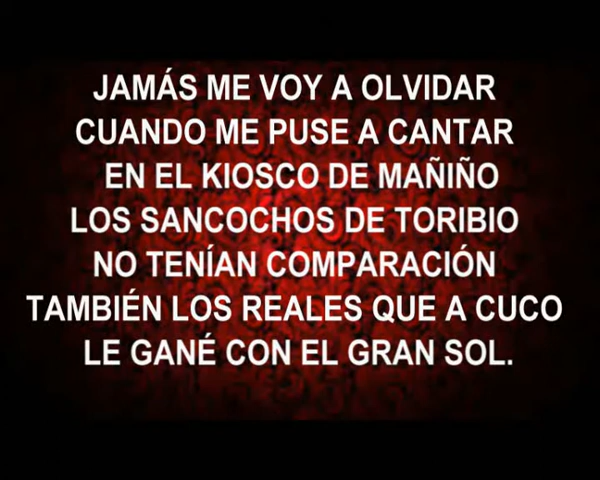 JAMÁS ME VOY A OLVIDAR
CUANDO ME PUSE A CANTAR
EN EL KIOSCO DE MAÑIÑO
LOS SANCOCHOS DE TORIBIO
NO TENÍAN COMPARACIÓN
TAMBIÉN LOS REALES QUE A CUCO
LE GANÉ CON EL GRAN SOL.